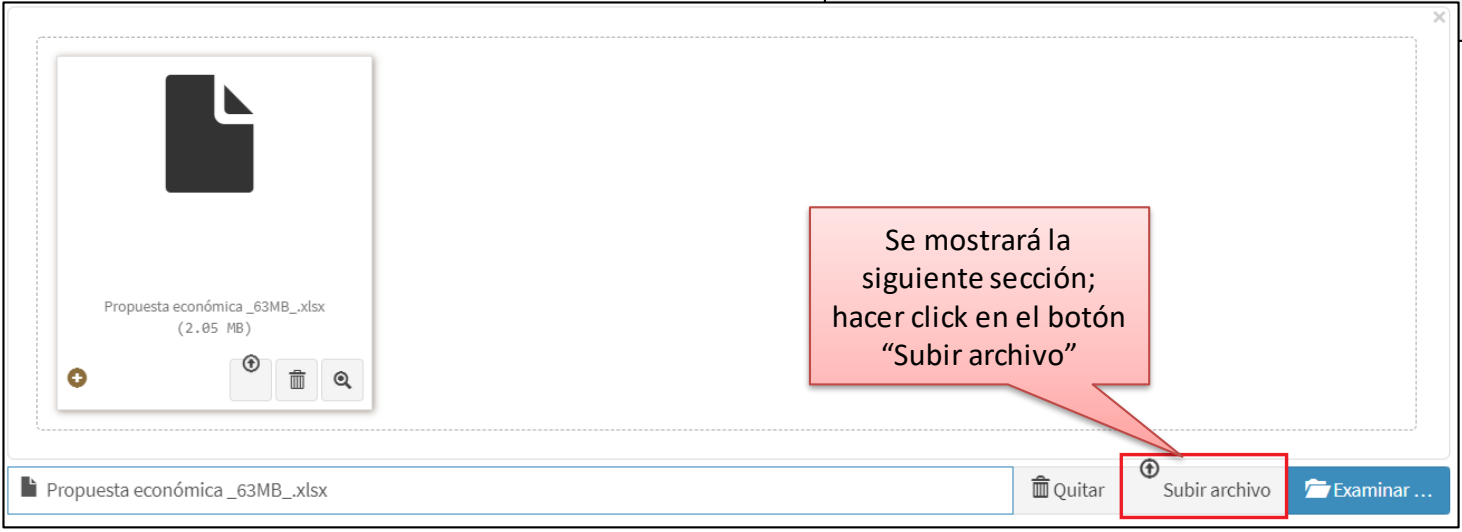 ×
Propuesta económica _63MB_.xlsx
(2.05 MB)
Se mostrará la
siguiente sección;
hacer click en el botón
“Subir archivo”
Propuesta económica _63MB_.xlsx
Quitar
Subir archivo
Examinar ...